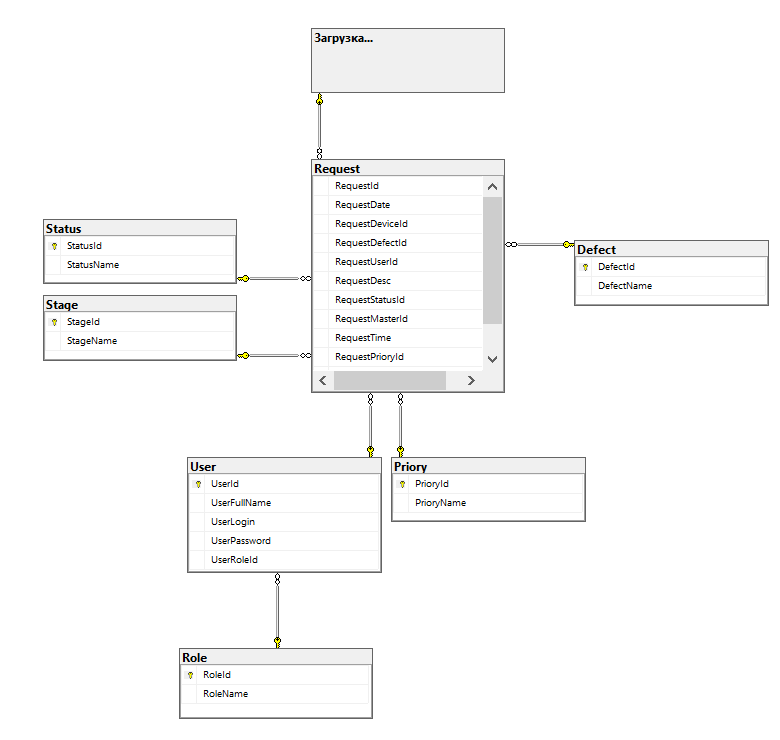 Загрузка...
Request
RequestId
RequestDate
RequestDeviceId
RequestDefectId
RequestUserId
RequestDesc
RequestStatusId
RequestMasterId
RequestTime
RequestPrioryId
Status
StatusId
StatusName
Stage
StageId
StageName
Defect
DefectId
DefectName
User
UserId
UserFullName
UserLogin
UserPassword
UserRoleId
Priory
PrioryId
PrioryName
Role
RoleId
RoleName